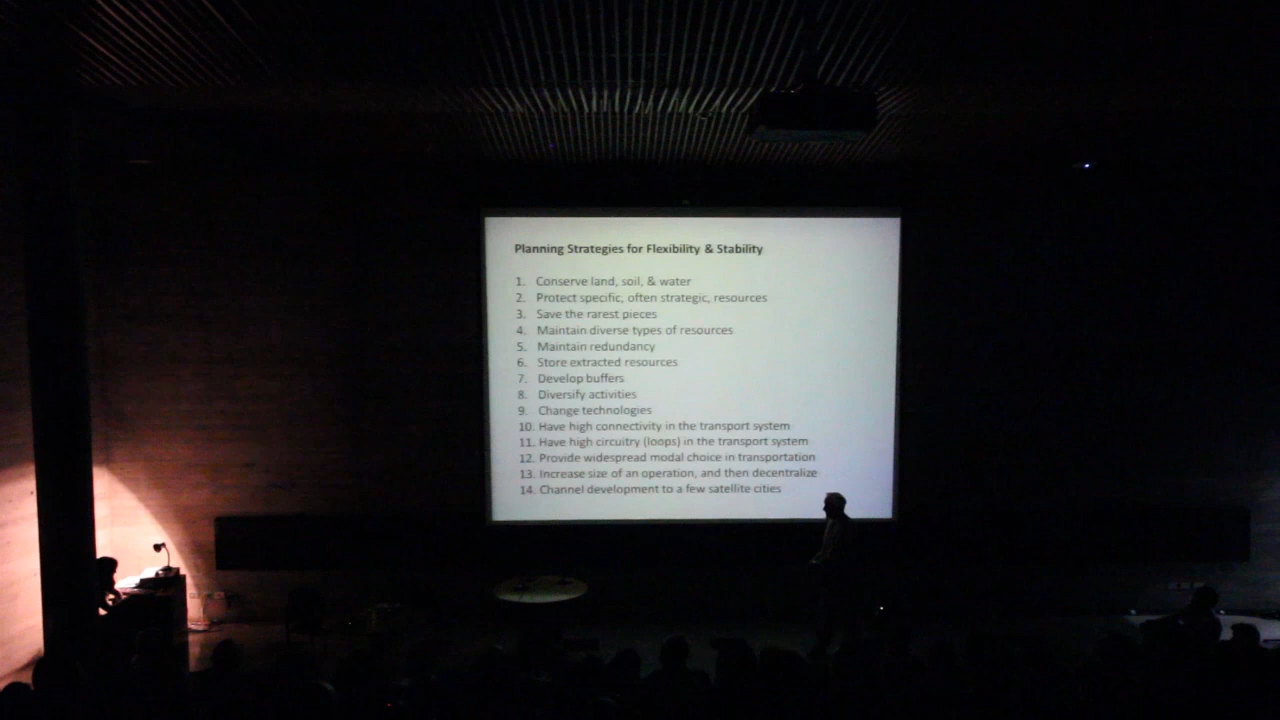 Planning Strategies for Flexibility & Stability
1. Conserve land, soil, & water
2. Protect specific, often strategic, resources
3. Save the rarest pieces
4. Maintain diverse types of resources
5. Maintain redundancy
6. Store extracted resources
7. Develop buffers
8. Diversify activities
9. Change technologies
10. Have high connectivity in the transport system
11. Have high circuitry (loops) in the transport system
12. Provide widespread modal choice in transportation
13. Increase size of an operation, and then decentralize
14. Channel development to a few satellite cities